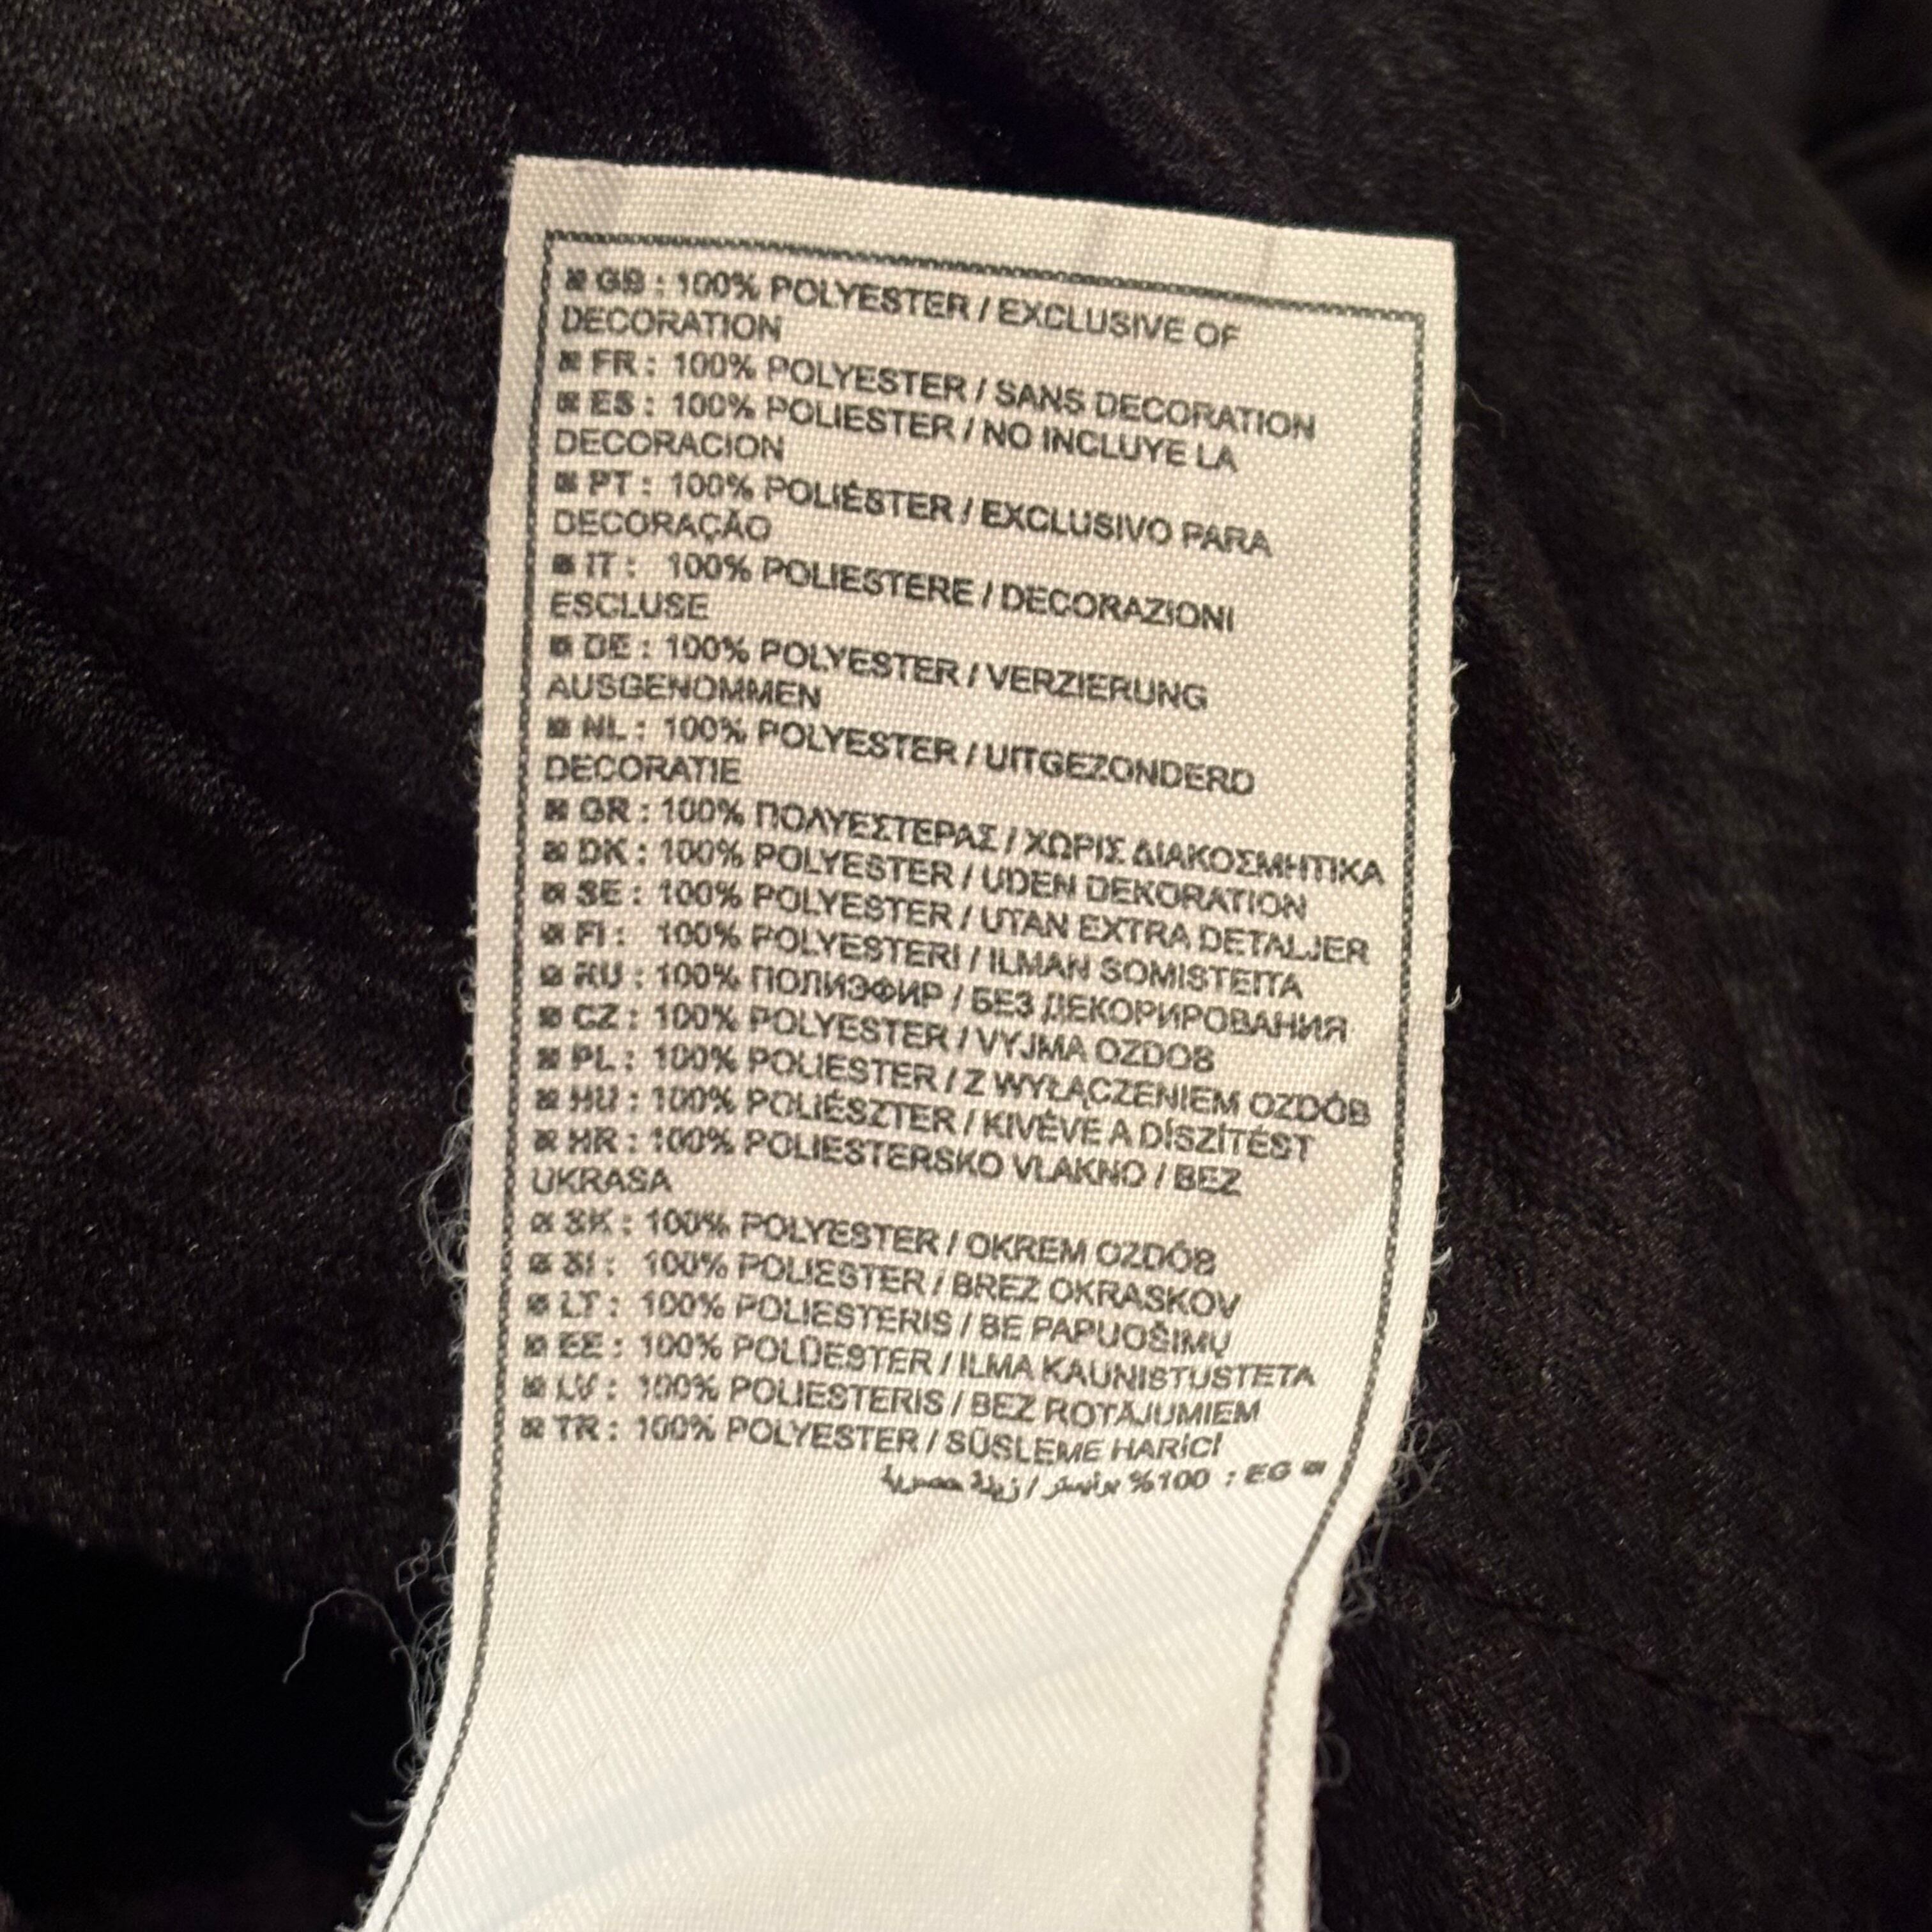 GB : 100% POLYESTER / EXCLUSIVE OF
DECORATION
FR : 100% POLYESTER / SANS DECORATION
ES : 100% POLIESTER / NO INCLUYE LA
DECORACION
PT : 100% POLIÉSTER / EXCLUSIVO PARA
DECORAÇÃO
IT : 100% POLIESTERE / DECORAZIONI
ESCLUSE
DE : 100% POLYESTER / VERZIERUNG
AUSGENOMMEN
NL : 100% POLYESTER / UITGEZONDERD
DECORATIE
GR : 100% ΠΟΛΥΕΣΤΕΡΑΣ / ΧΩΡΙΣ ΔΙΑΚΟΣΜΗΤΙΚΑ
DK : 100% POLYESTER / UDEN DEKORATION
SE : 100% POLYESTER / UTAN EXTRA DETALJER
FI : 100% POLYESTERI / ILMAN SOMISTEITA
RU : 100% ПОЛИЭФИР / БЕЗ ДЕКОРИРОВАНИЯ
CZ : 100% POLYESTER / VYJMA OZDOB
PL : 100% POLIESTER / Z WYŁĄCZENIEM OZDÓB
HU : 100% POLIÉSZTER / KIVÉVE A DÍSZÍTÉST
HR : 100% POLIESTERSKO VLAKNO / BEZ
UKRASA
SK : 100% POLYESTER / OKREM OZDÔB
SI : 100% POLIESTER / BREZ OKRASKOV
LT : 100% POLIESTERIS / BE PAPUOŠIMŲ
EE : 100% POLÜESTER / ILMA KAUNISTUSTETA
LV : 100% POLIESTERIS / BEZ ROTĀJUMIEM
TR : 100% POLYESTER / SÜSLEME HARİCİ
EG : 100% بوليستر / زينة حصرية